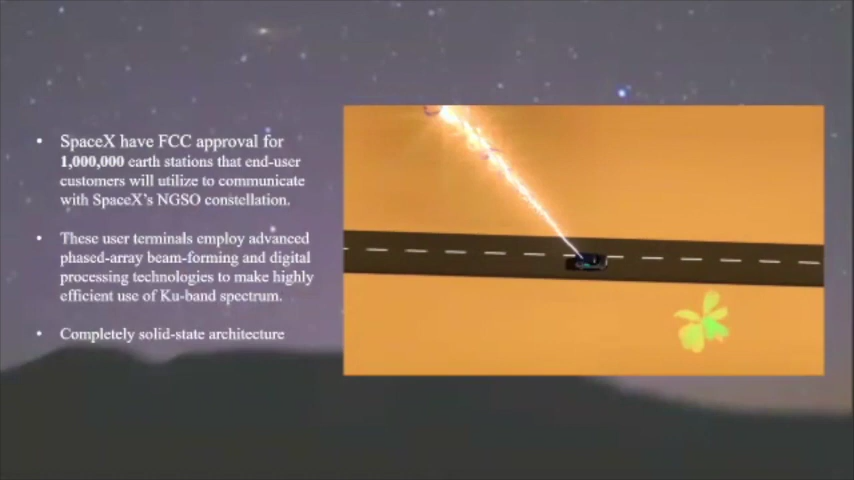 • SpaceX have FCC approval for
1,000,000 earth stations that end-user
customers will utilize to communicate
with SpaceX's NGSO constellation.
• These user terminals employ advanced
phased-array beam-forming and digital
processing technologies to make highly
efficient use of Ku-band spectrum.
• Completely solid-state architecture